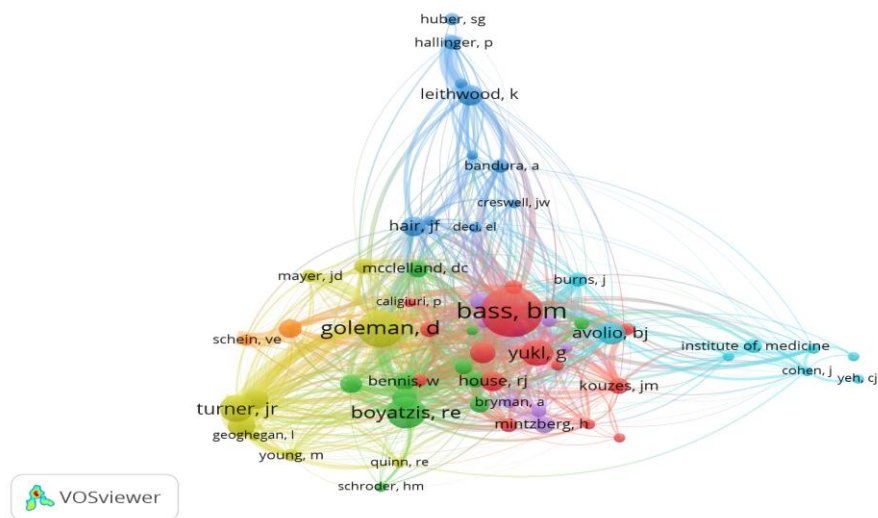 huber, sg
hallinger, p
leithwood, k
bandura, a
creswell, jw
hair, jf
deci, el
mayer, jd
mcclelland, dc
burns, j
caligiuri, p
bass, bm
schein, ve
goleman, d
avolio, bj
yukl, g
institute of, medicine
cohen, j
yeh, cj
bennis, w
house, rj
kouzes, jm
turner, jr
boyatzis, re
bryman, a
mintzberg, h
geoghegan, l
young, m
quinn, re
schroder, hm
VOSviewer